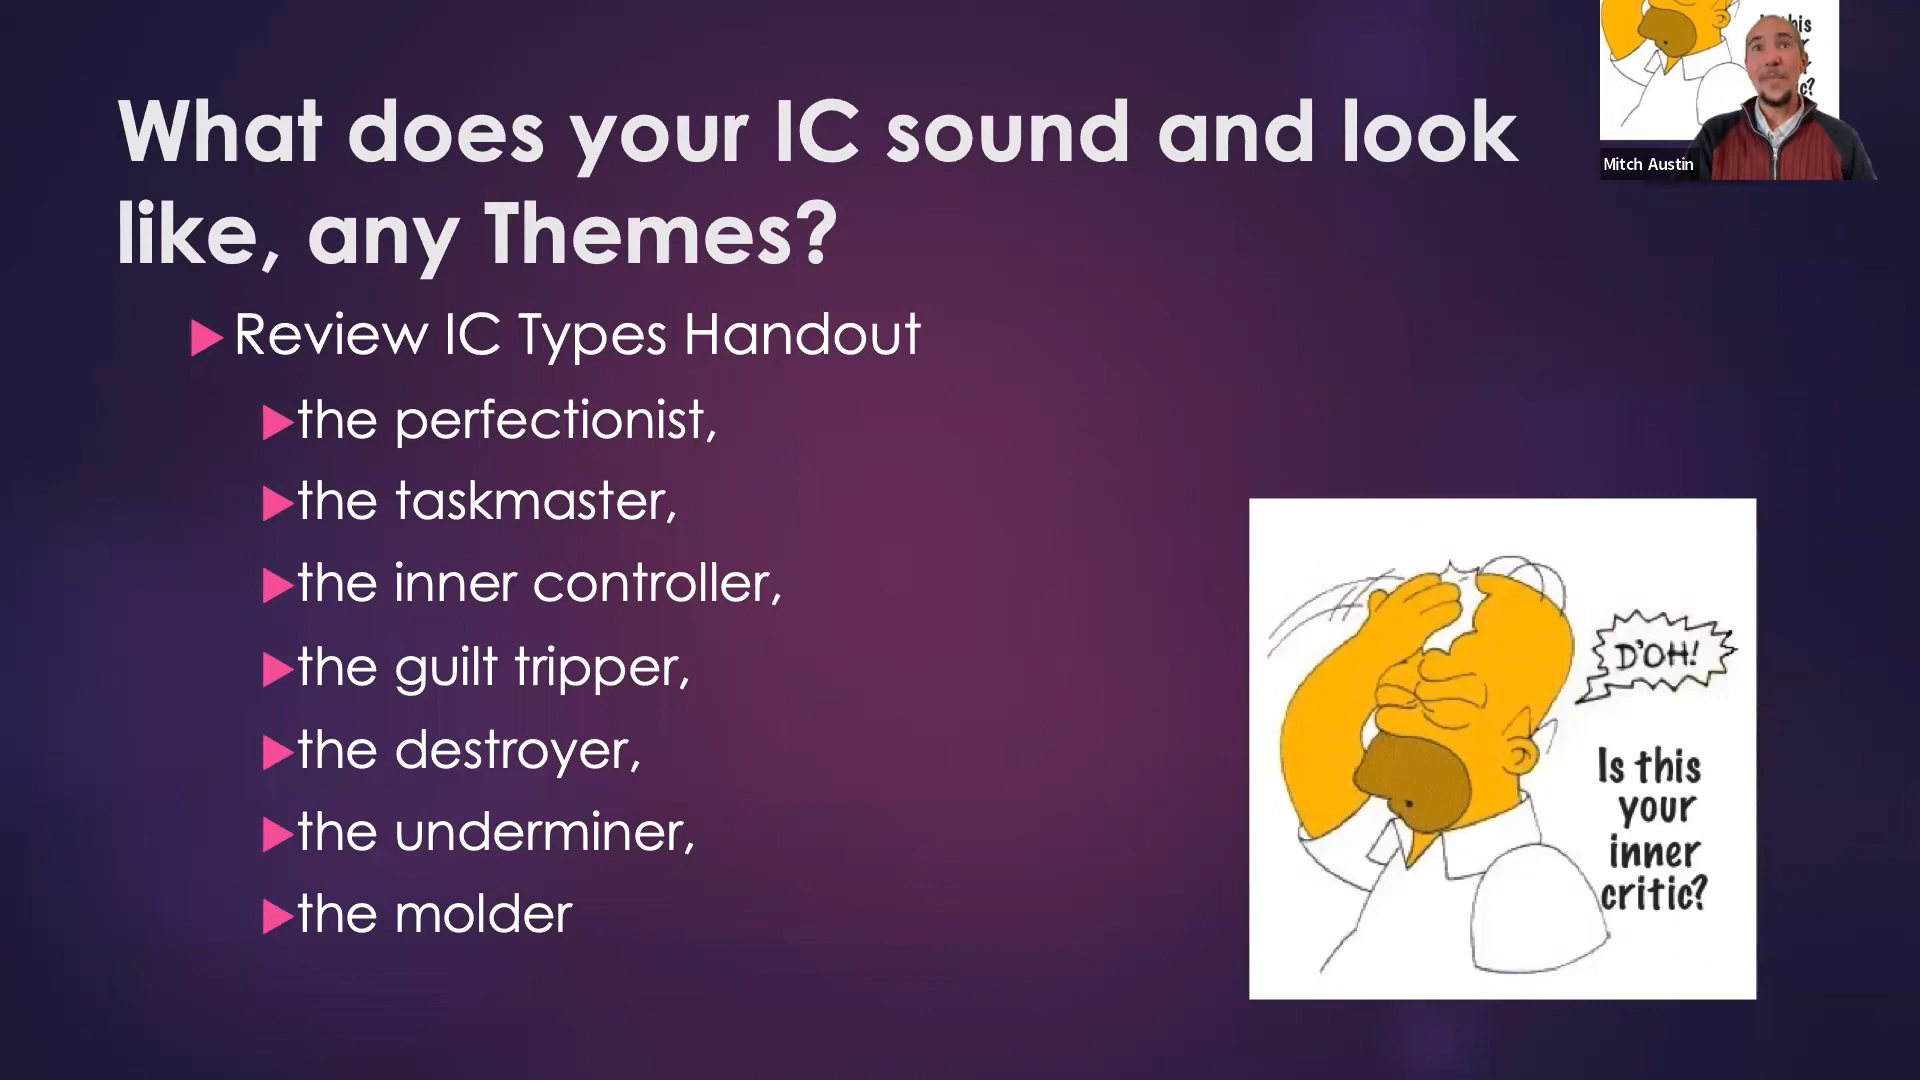 What does your IC sound and look
like, any Themes?
Review IC Types Handout
the perfectionist,
the taskmaster,
the inner controller,
the guilt tripper,
the destroyer,
the underminer,
the molder
D'OH!
Is this
your
inner
critic?
Mitch Austin